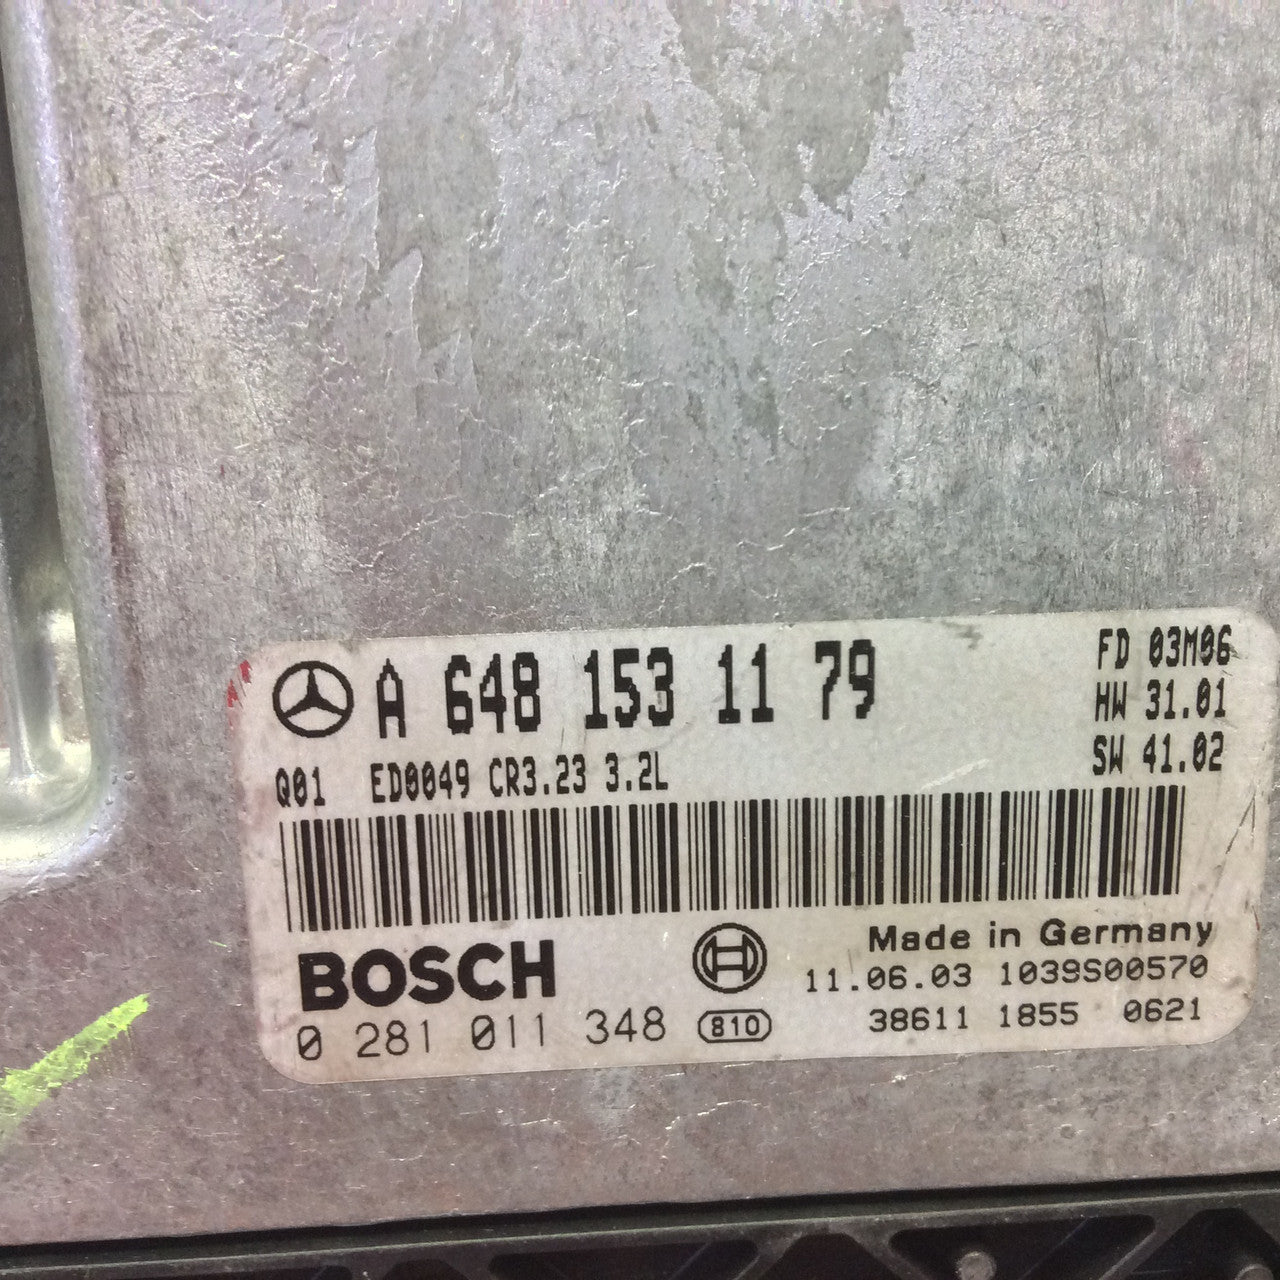 A 648 153 11 79
FD 03M06
HW 31.01
SW 41.02
Q01 ED0049 CR3.23 3.2L
BOSCH
Made in Germany
11.06.03 1039S00570
0 281 011 348
810
38611 1855 0621